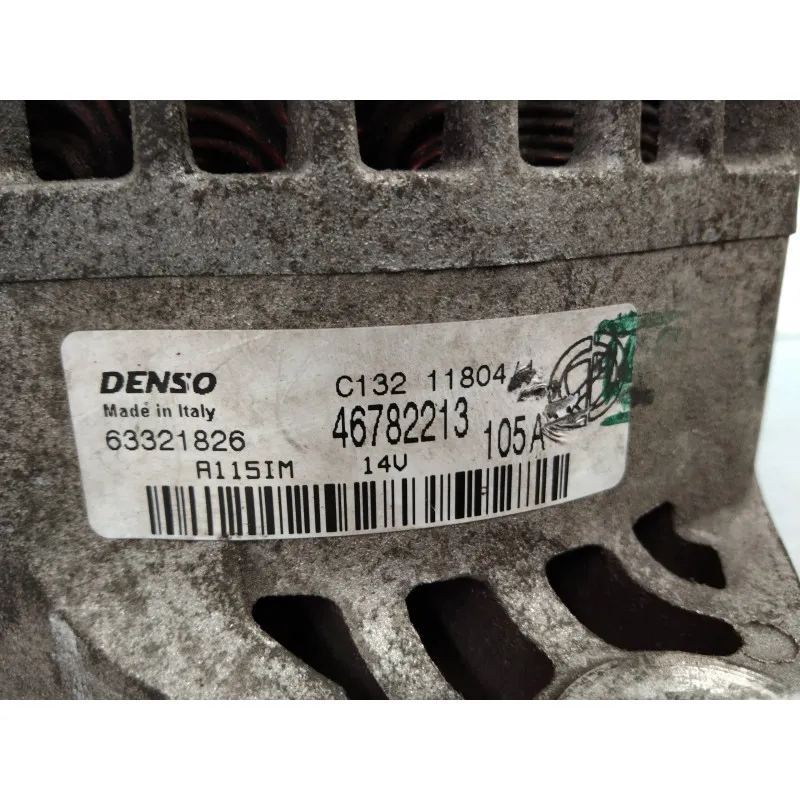 DENSO
Made in Italy
63321826
A115IM
C132 11804
46782213
14V
105A